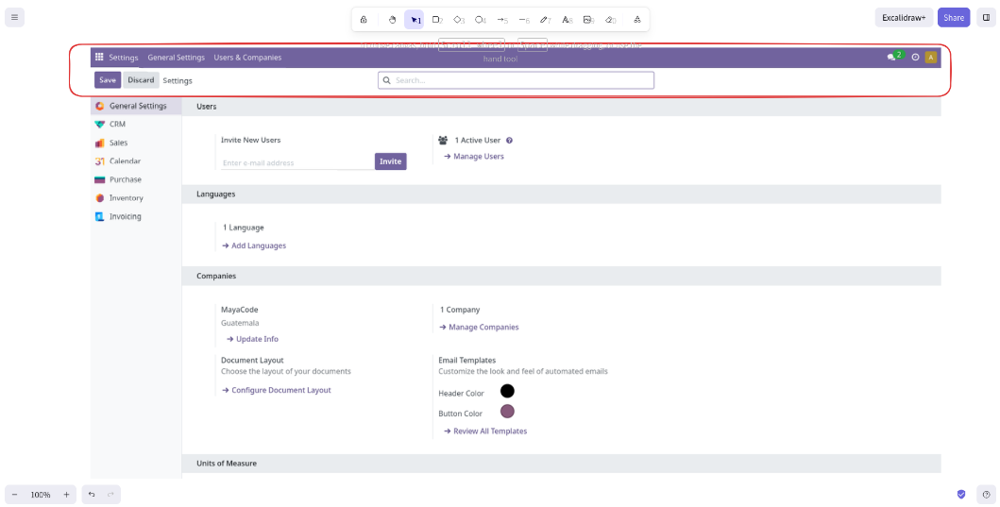 1
2
3
4
5
6
7
A 8
9
0
Excalidraw+
Share
hand tool
Settings
General Settings
Users & Companies
2
A
Save
Discard
Settings
Search...
General Settings
CRM
Sales
31 Calendar
Purchase
Inventory
Invoicing
Users
Invite New Users
Enter e-mail address
Invite
1 Active User ?
→ Manage Users
Languages
1 Language
→ Add Languages
Companies
MayaCode
Guatemala
→ Update Info
1 Company
→ Manage Companies
Document Layout
Choose the layout of your documents
→ Configure Document Layout
Email Templates
Customize the look and feel of automated emails
Header Color
Button Color
→ Review All Templates
Units of Measure
− 100% +